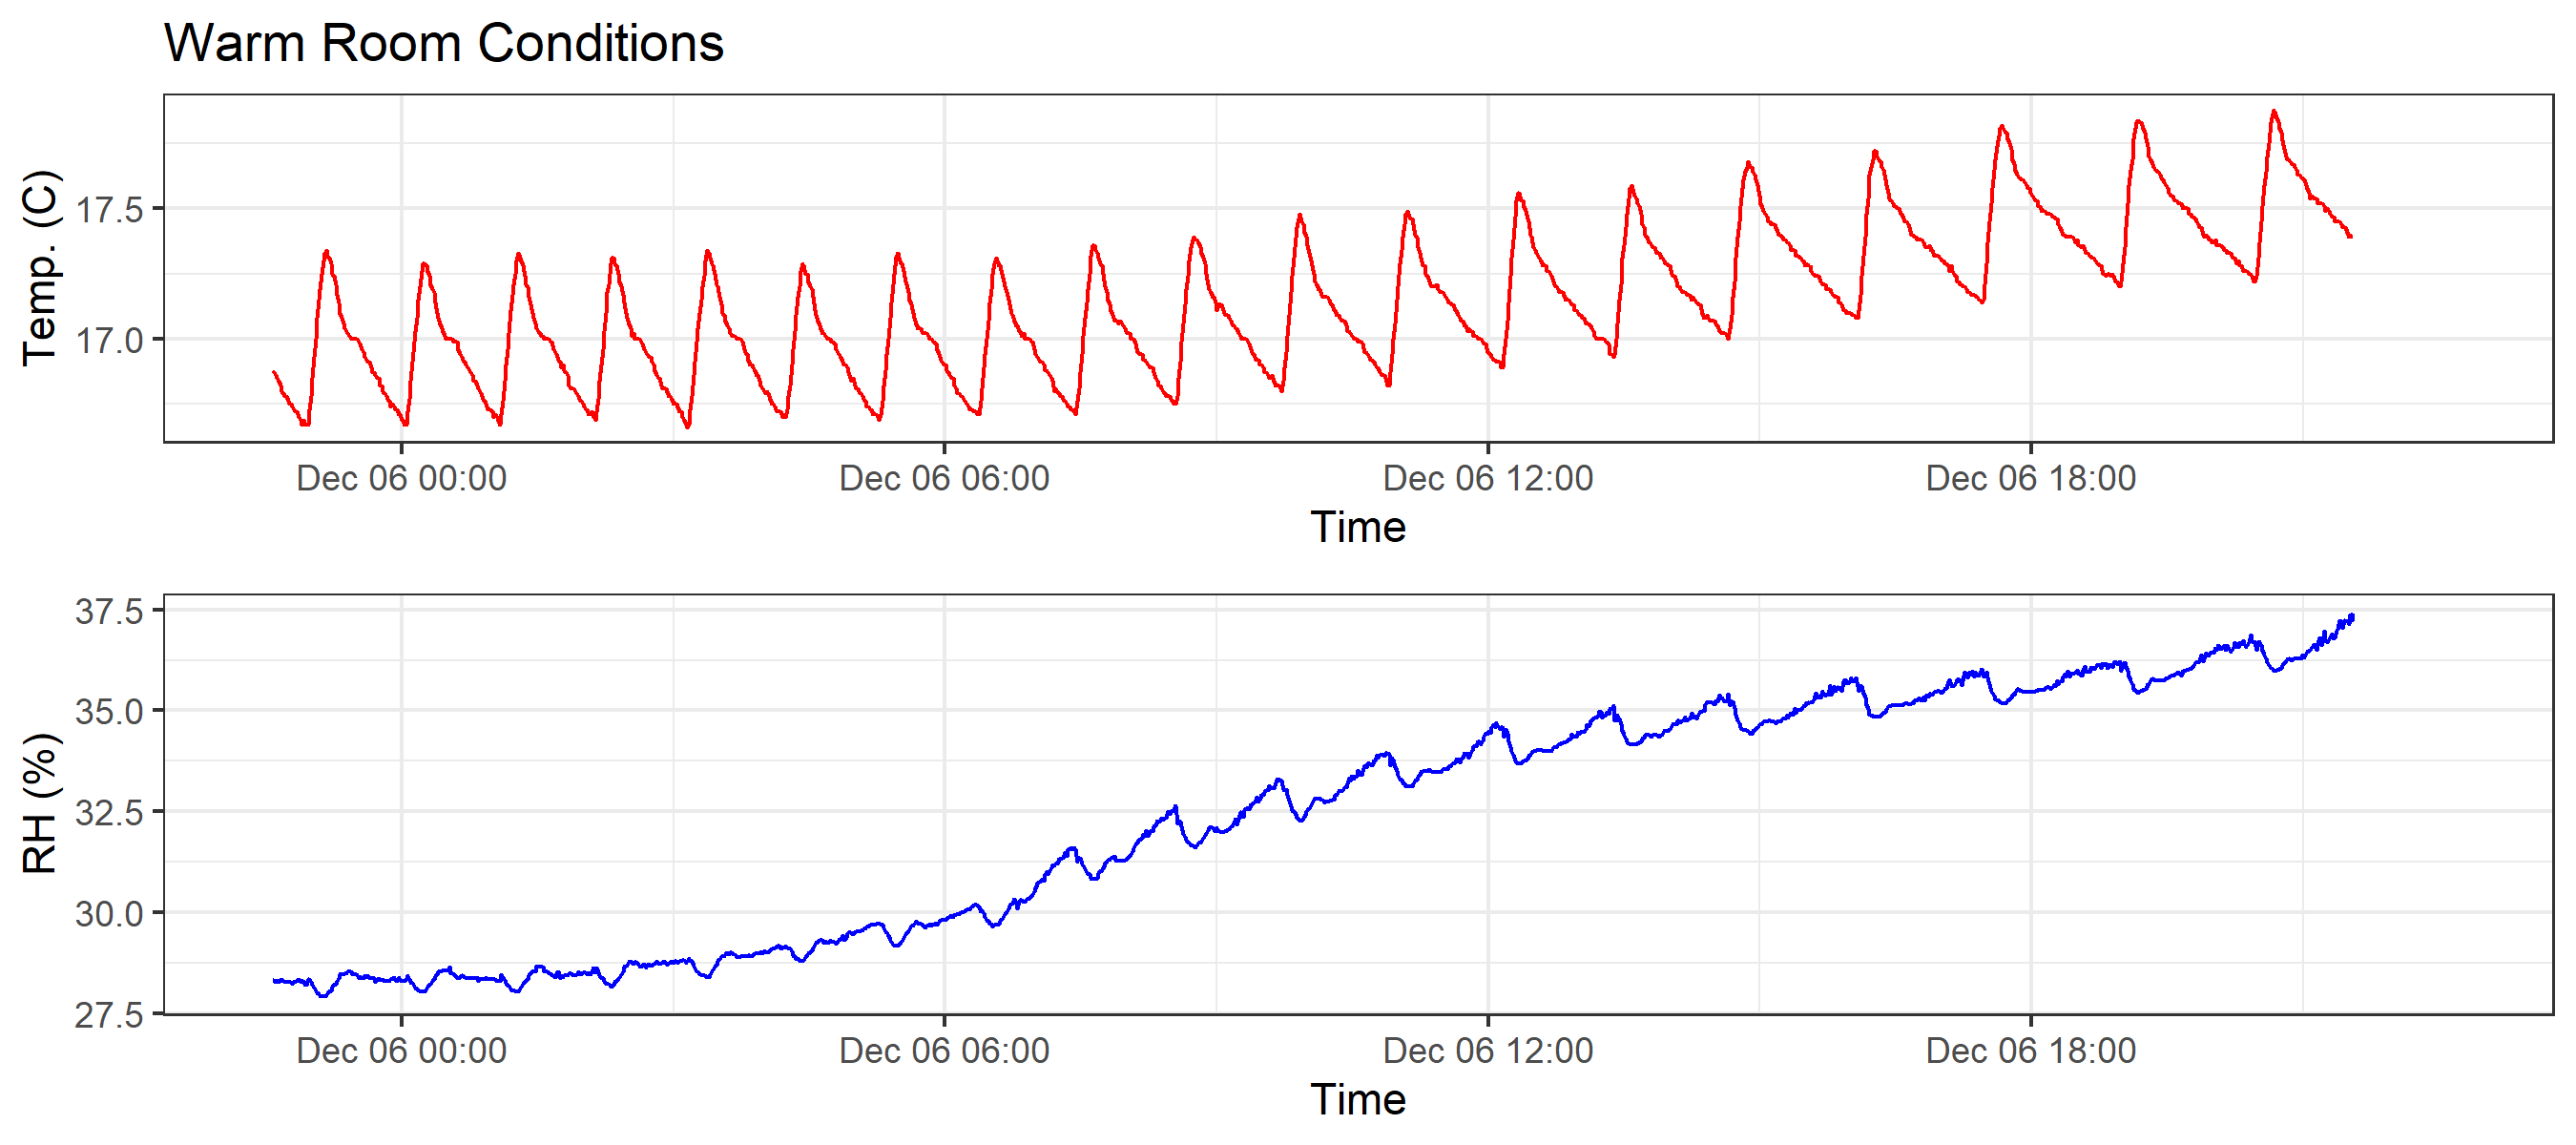 Warm Room Conditions
Temp. (C)
17.5
17.0
Dec 06 00:00 Dec 06 06:00 Dec 06 12:00 Dec 06 18:00
Time
RH (%)
37.5
35.0
32.5
30.0
27.5
Dec 06 00:00 Dec 06 06:00 Dec 06 12:00 Dec 06 18:00
Time